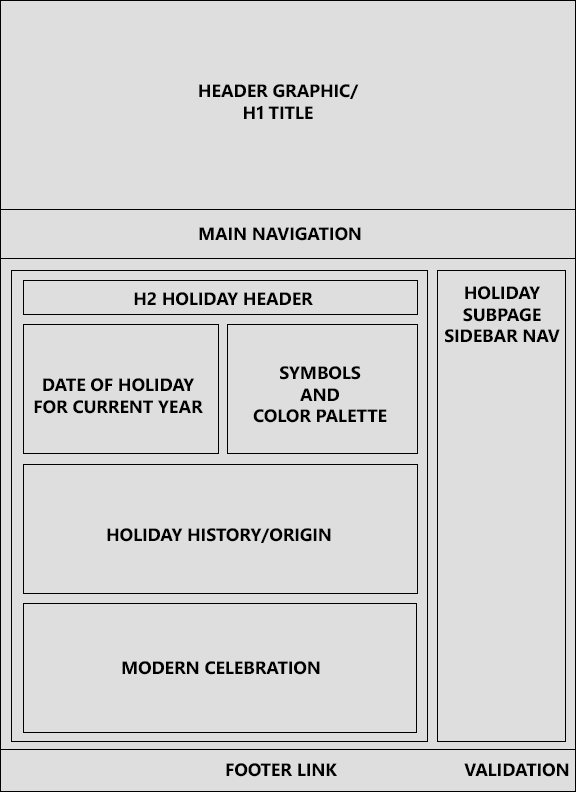 HEADER GRAPHIC/
H1 TITLE
MAIN NAVIGATION
H2 HOLIDAY HEADER
DATE OF HOLIDAY
FOR CURRENT YEAR
SYMBOLS
AND
COLOR PALETTE
HOLIDAY HISTORY/ORIGIN
MODERN CELEBRATION
HOLIDAY
SUBPAGE
SIDEBAR NAV
FOOTER LINK
VALIDATION